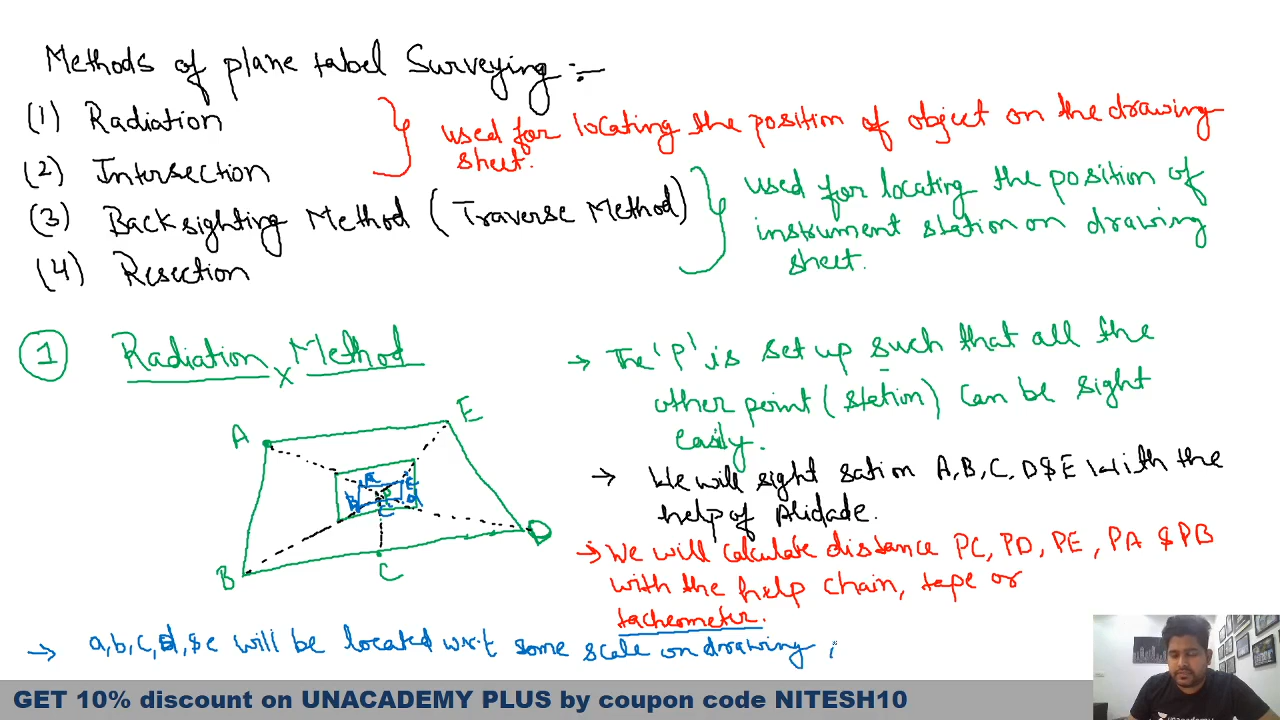 Methods of plane tabel Surveying :-
(1) Radiation
(2) Intersection
(3) Back sighting Method (Traverse Method)
(4) Resection
used for locating the position of object on the drawing
sheet.
used for locating the position of
instrument station on drawing
sheet.
1 Radiation Method
x
A
E
B
C
D
A
E
B
P
C
D
→ The 'P' is set up such that all the
other point (station) can be sight
easily.
→ We will sight sation A, B, C, D & E with the
help of Alidade.
→ We will calculate distance PC, PD, PE, PA & PB
with the help chain, tape or
tacheometer.
→ a, b, c, d, & e will be located w.r.t some scale on drawing
GET 10% discount on UNACADEMY PLUS by coupon code NITESH10
unacademy